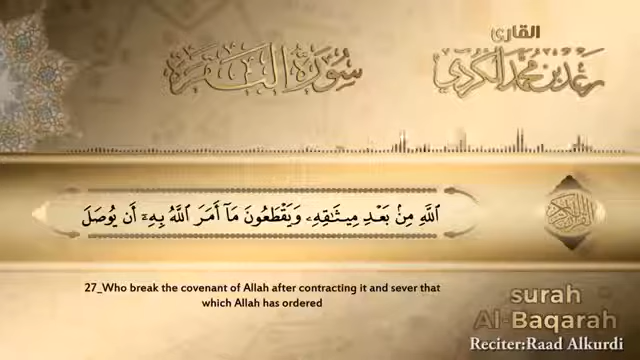 القارئ
سورة البقرة
رعد بن محمد الكردي
ٱللَّهِ مِنۢ بَعْدِ مِيثَـٰقِهِۦ وَيَقْطَعُونَ مَآ أَمَرَ ٱللَّهُ بِهِۦٓ أَن يُوصَلَ
27_Who break the covenant of Allah after contracting it and sever that
which Allah has ordered
surah
Al-Baqarah
Reciter:Raad Alkurdi